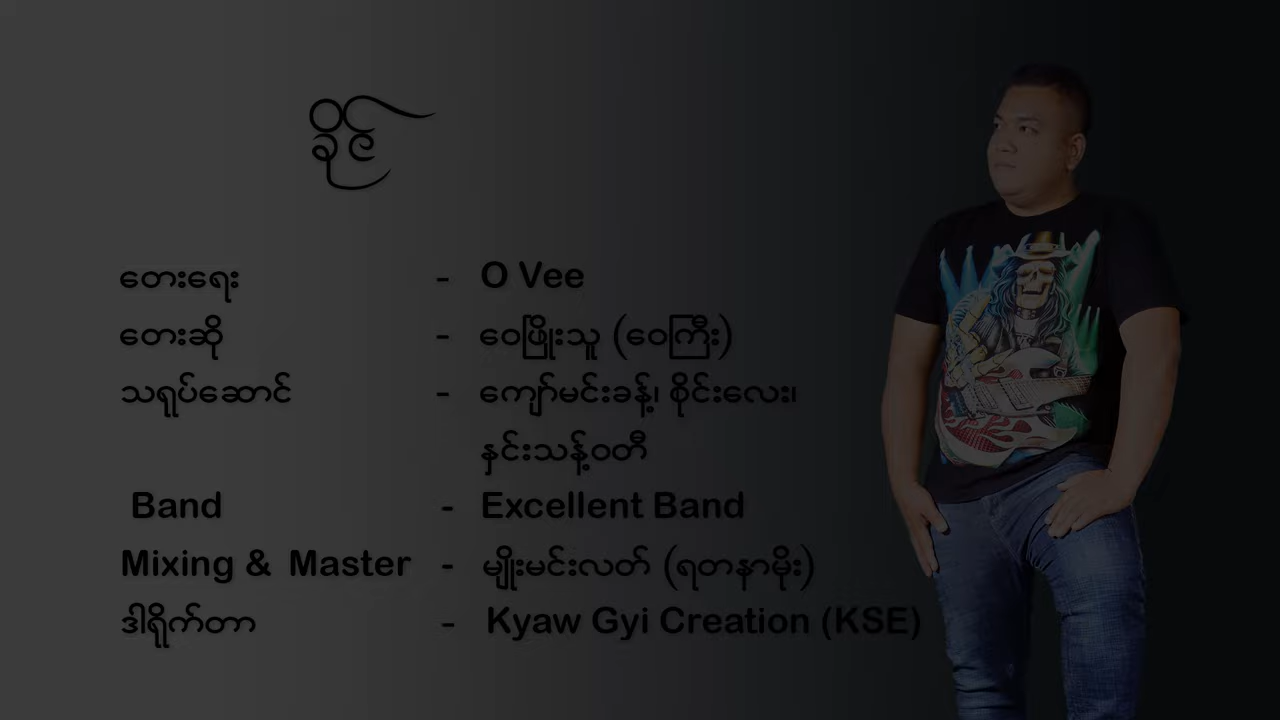 ခိုင်
တေးရေး - O Vee
တေးဆို - ဝေဖြိုးသူ (ဝေကြီး)
သရုပ်ဆောင် - ကျော်မင်းခန့်၊ စိုင်းလေး၊
နှင်းသန့်ဝတီ
Band - Excellent Band
Mixing & Master - မျိုးမင်းလတ် (ရတနာမိုး)
ဒါရိုက်တာ - Kyaw Gyi Creation (KSE)